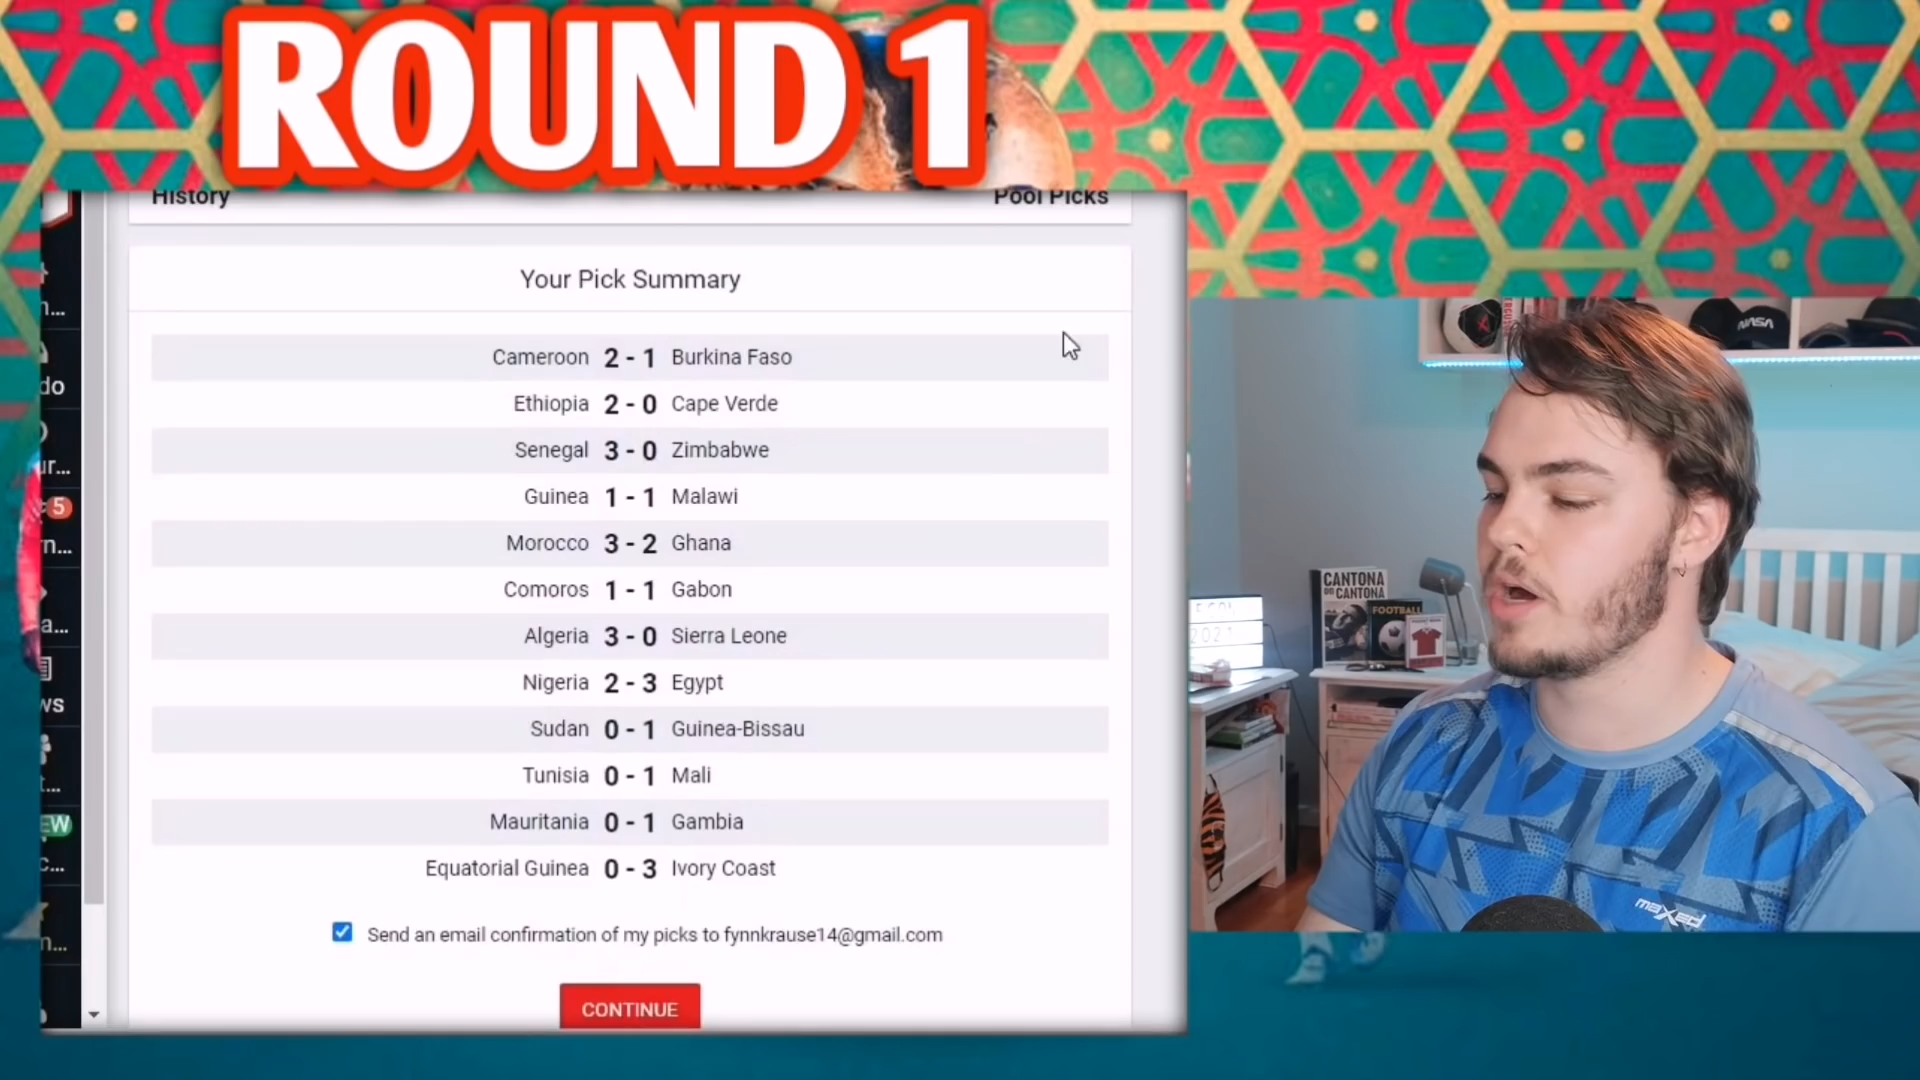 ROUND 1
History
Pool Picks
Your Pick Summary
Cameroon 2 - 1 Burkina Faso
Ethiopia 2 - 0 Cape Verde
Senegal 3 - 0 Zimbabwe
Guinea 1 - 1 Malawi
Morocco 3 - 2 Ghana
Comoros 1 - 1 Gabon
Algeria 3 - 0 Sierra Leone
Nigeria 2 - 3 Egypt
Sudan 0 - 1 Guinea-Bissau
Tunisia 0 - 1 Mali
Mauritania 0 - 1 Gambia
Equatorial Guinea 0 - 3 Ivory Coast
Send an email confirmation of my picks to fynnkrause14@gmail.com
CONTINUE
5
NASA
CANTONA
ON CANTONA
FOOTBALL
2021
maxed